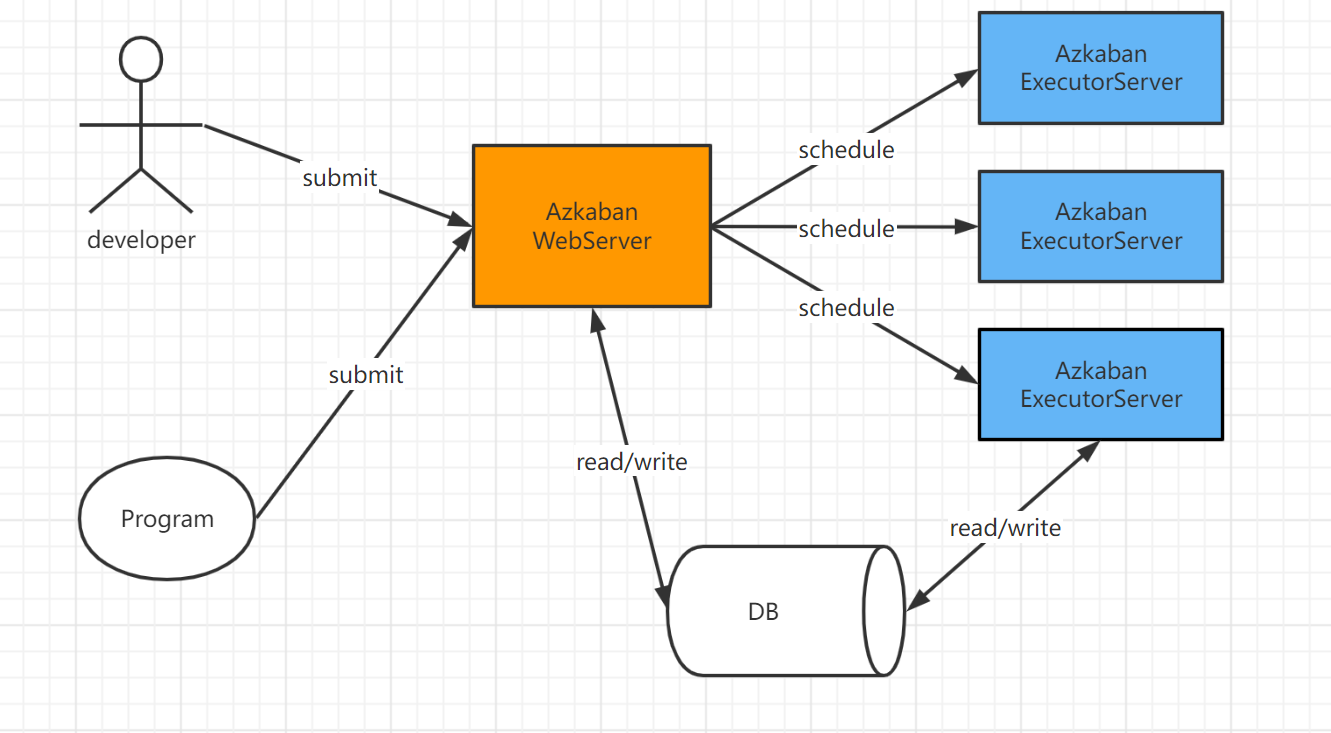 Azkaban
ExecutorServer
schedule
submit
Azkaban
WebServer
schedule
Azkaban
ExecutorServer
developer
schedule
submit
Azkaban
ExecutorServer
read/write
Program
read/write
DB